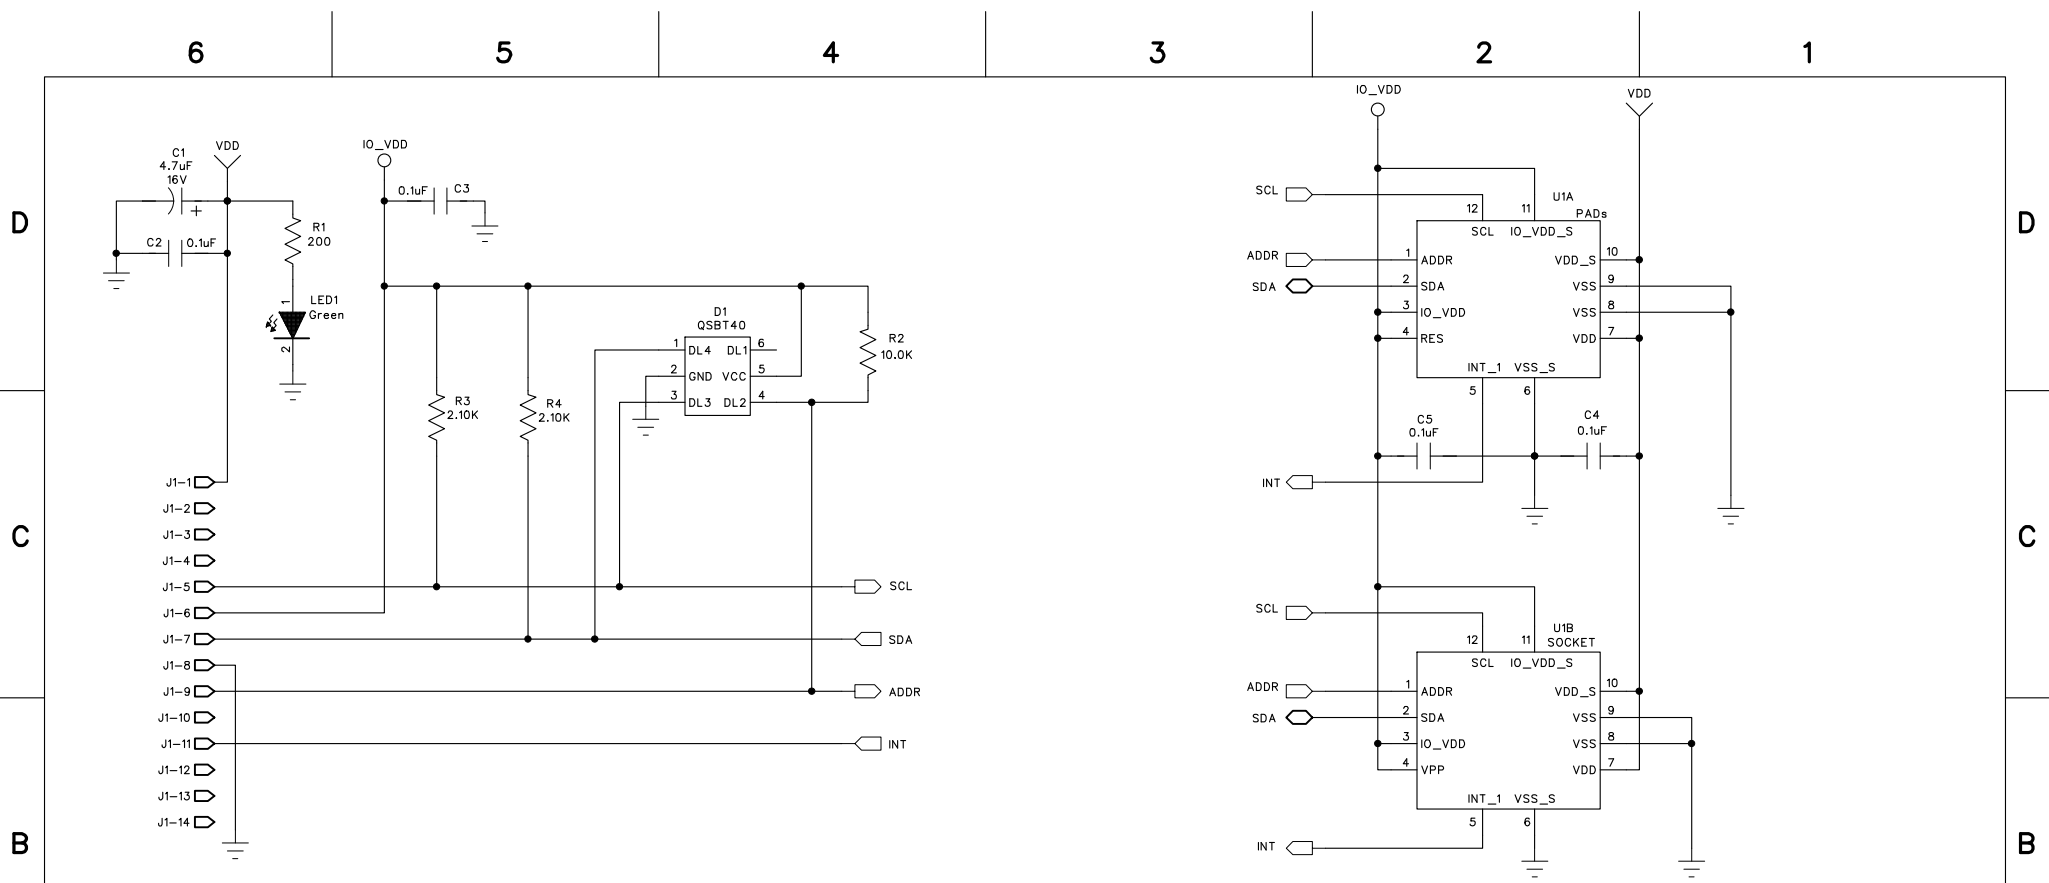 6 5 4 3 2 1
D
C
B
D
C
B
C1
4.7uF
16V
VDD
C2 0.1uF
R1
200
LED1
Green
1
2
IO_VDD
0.1uF C3
R3
2.10K
R4
2.10K
D1
QSBT40
1 DL4 DL1 6
2 GND VCC 5
3 DL3 DL2 4
R2
10.0K
J1-1
J1-2
J1-3
J1-4
J1-5
SCL
J1-6
J1-7
SDA
J1-8
J1-9
ADDR
J1-10
J1-11
INT
J1-12
J1-13
J1-14
IO_VDD
VDD
SCL
ADDR
SDA
U1A
PADs
12 11
SCL IO_VDD_S
1 ADDR VDD_S 10
2 SDA VSS 9
3 IO_VDD VSS 8
4 RES VDD 7
INT_1 VSS_S
5 6
C5
0.1uF
C4
0.1uF
INT
SCL
ADDR
SDA
U1B
SOCKET
12 11
SCL IO_VDD_S
1 ADDR VDD_S 10
2 SDA VSS 9
3 IO_VDD VSS 8
4 VPP VDD 7
INT_1 VSS_S
5 6
INT